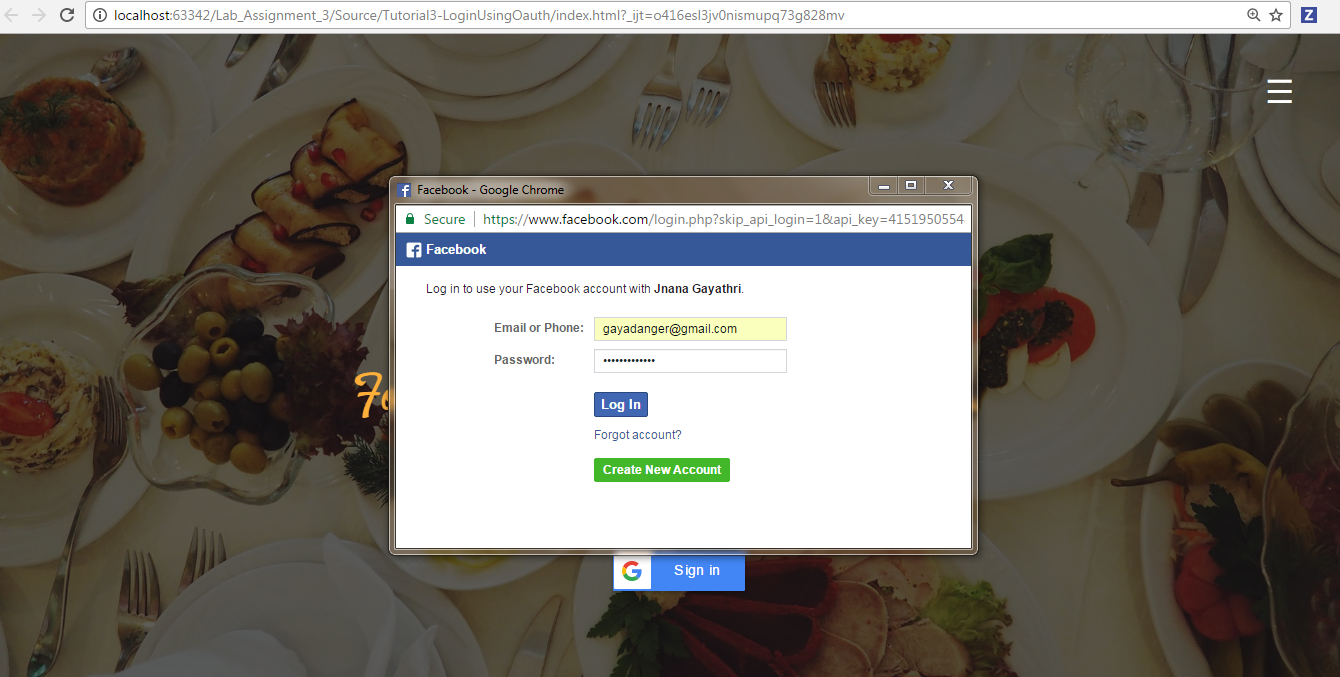 localhost:63342/Lab_Assignment_3/Source/Tutorial3-LoginUsingOauth/index.html?_ijt=o416esl3jv0nismupq73g828mv
Z
Facebook - Google Chrome
Secure https://www.facebook.com/login.php?skip_api_login=1&api_key=4151950554
Facebook
Log in to use your Facebook account with Jnana Gayathri.
Email or Phone: gayadanger@gmail.com
Password: •••••••••••••
Log In
Forgot account?
Create New Account
G Sign in